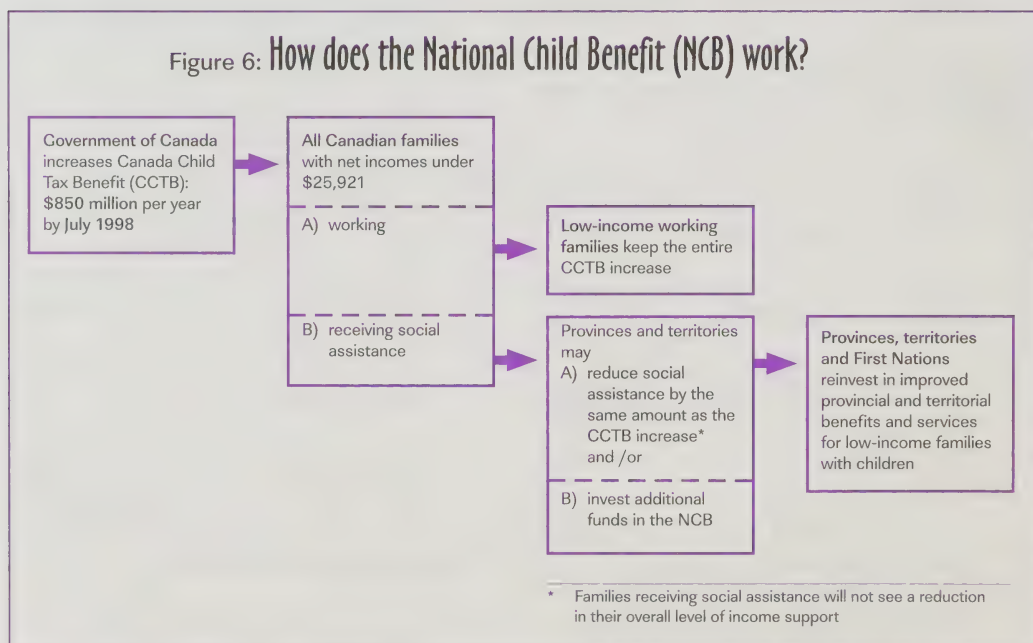 Figure 6: How does the National Child Benefit (NCB) work?
Government of Canada
increases Canada Child
Tax Benefit (CCTB):
$850 million per year
by July 1998
All Canadian families
with net incomes under
$25,921
A) working
B) receiving social
assistance
Low-income working
families keep the entire
CCTB increase
Provinces and territories
may
A) reduce social
assistance by the
same amount as the
CCTB increase*
and /or
B) invest additional
funds in the NCB
Provinces, territories
and First Nations
reinvest in improved
provincial and territorial
benefits and services
for low-income families
with children
* Families receiving social assistance will not see a reduction
in their overall level of income support